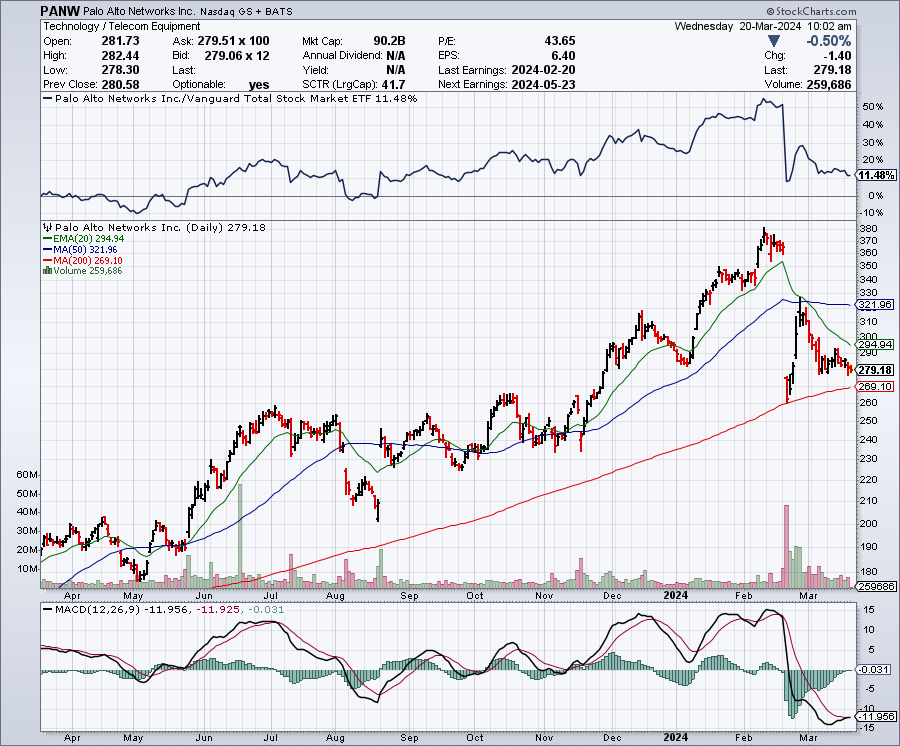 PANW Palo Alto Networks Inc. Nasdaq GS + BATS © StockCharts.com
Technology / Telecom Equipment Wednesday 20-Mar-2024 10:02 am
Open: 281.73 Ask: 279.51 x 100 Mkt Cap: 90.2B P/E: 43.65 ▼ -0.50%
High: 282.44 Bid: 279.06 x 12 Annual Dividend: N/A EPS: 6.40 Chg: -1.40
Low: 278.30 Last: Yield: N/A Last Earnings: 2024-02-20 Last: 279.18
Prev Close: 280.58 Optionable: yes SCTR (LrgCap): 41.7 Next Earnings: 2024-05-23 Volume: 259,686
Palo Alto Networks Inc./Vanguard Total Stock Market ETF 11.48%
50%
40%
30%
20%
11.48%
0%
-10%
Palo Alto Networks Inc. (Daily) 279.18
EMA(20) 294.94
MA(50) 321.96
MA(200) 269.10
Volume 259,686
380
370
360
350
340
330
321.96
310
300
294.94
290
279.18
269.10
260
250
240
230
220
210
200
190
180
259686
60M
50M
40M
30M
20M
10M
Apr May Jun Jul Aug Sep Oct Nov Dec 2024 Feb Mar
MACD(12,26,9) -11.956, -11.925, -0.031
15
10
5
-0.031
-5
-10
-11.956
-15
Apr May Jun Jul Aug Sep Oct Nov Dec 2024 Feb Mar